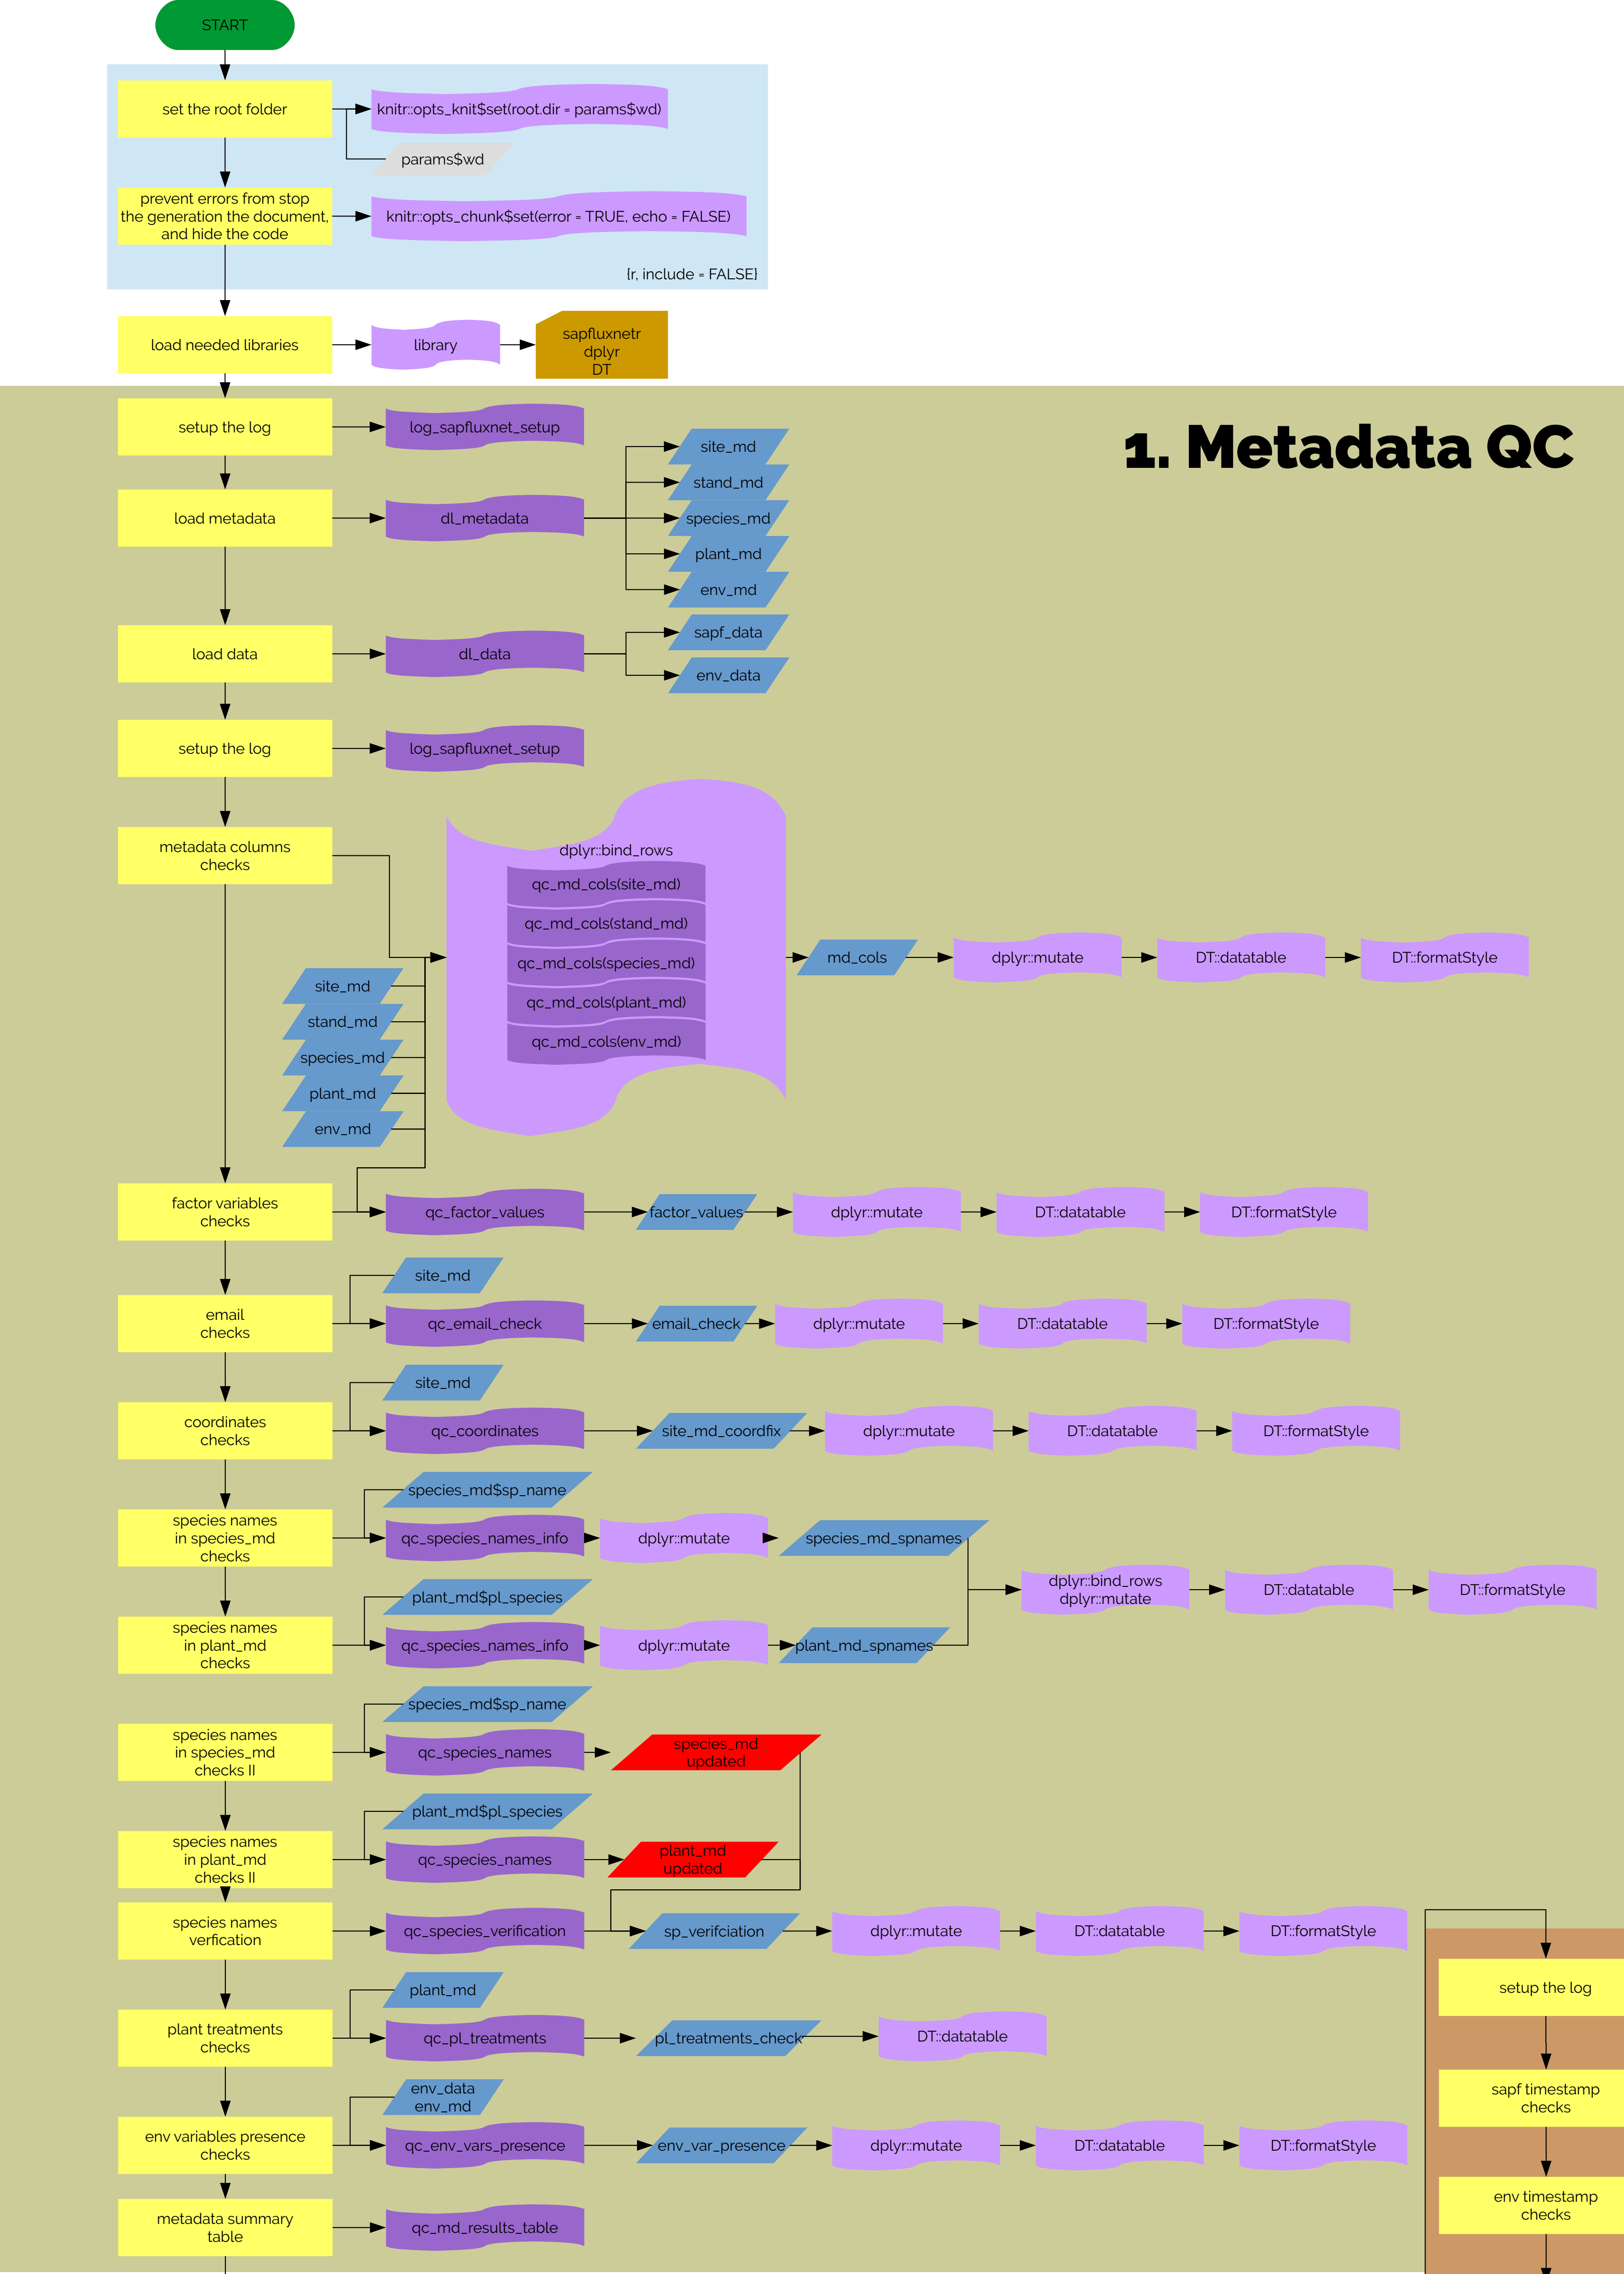 START
set the root folder
knitr::opts_knit$set(root.dir = params$wd)
params$wd
prevent errors from stop
the generation the document,
and hide the code
knitr::opts_chunk$set(error = TRUE, echo = FALSE)
{r, include = FALSE}
load needed libraries
library
sapfluxnetr
dplyr
DT
1. Metadata QC
setup the log
log_sapfluxnet_setup
load metadata
dl_metadata
site_md
stand_md
species_md
plant_md
env_md
load data
dl_data
sapf_data
env_data
setup the log
log_sapfluxnet_setup
metadata columns
checks
site_md
stand_md
species_md
plant_md
env_md
dplyr::bind_rows
qc_md_cols(site_md)
qc_md_cols(stand_md)
qc_md_cols(species_md)
qc_md_cols(plant_md)
qc_md_cols(env_md)
md_cols
dplyr::mutate
DT::datatable
DT::formatStyle
factor variables
checks
qc_factor_values
factor_values
dplyr::mutate
DT::datatable
DT::formatStyle
site_md
email
checks
qc_email_check
email_check
dplyr::mutate
DT::datatable
DT::formatStyle
site_md
coordinates
checks
qc_coordinates
site_md_coordfix
dplyr::mutate
DT::datatable
DT::formatStyle
species_md$sp_name
species names
in species_md
checks
qc_species_names_info
dplyr::mutate
species_md_spnames
plant_md$pl_species
species names
in plant_md
checks
qc_species_names_info
dplyr::mutate
plant_md_spnames
dplyr::bind_rows
dplyr::mutate
DT::datatable
DT::formatStyle
species_md$sp_name
species names
in species_md
checks II
qc_species_names
species_md
updated
plant_md$pl_species
species names
in plant_md
checks II
qc_species_names
plant_md
updated
species names
verfication
qc_species_verification
sp_verifciation
dplyr::mutate
DT::datatable
DT::formatStyle
plant_md
plant treatments
checks
qc_pl_treatments
pl_treatments_check
DT::datatable
env_data
env_md
env variables presence
checks
qc_env_vars_presence
env_var_presence
dplyr::mutate
DT::datatable
DT::formatStyle
metadata summary
table
qc_md_results_table
setup the log
sapf timestamp
checks
env timestamp
checks